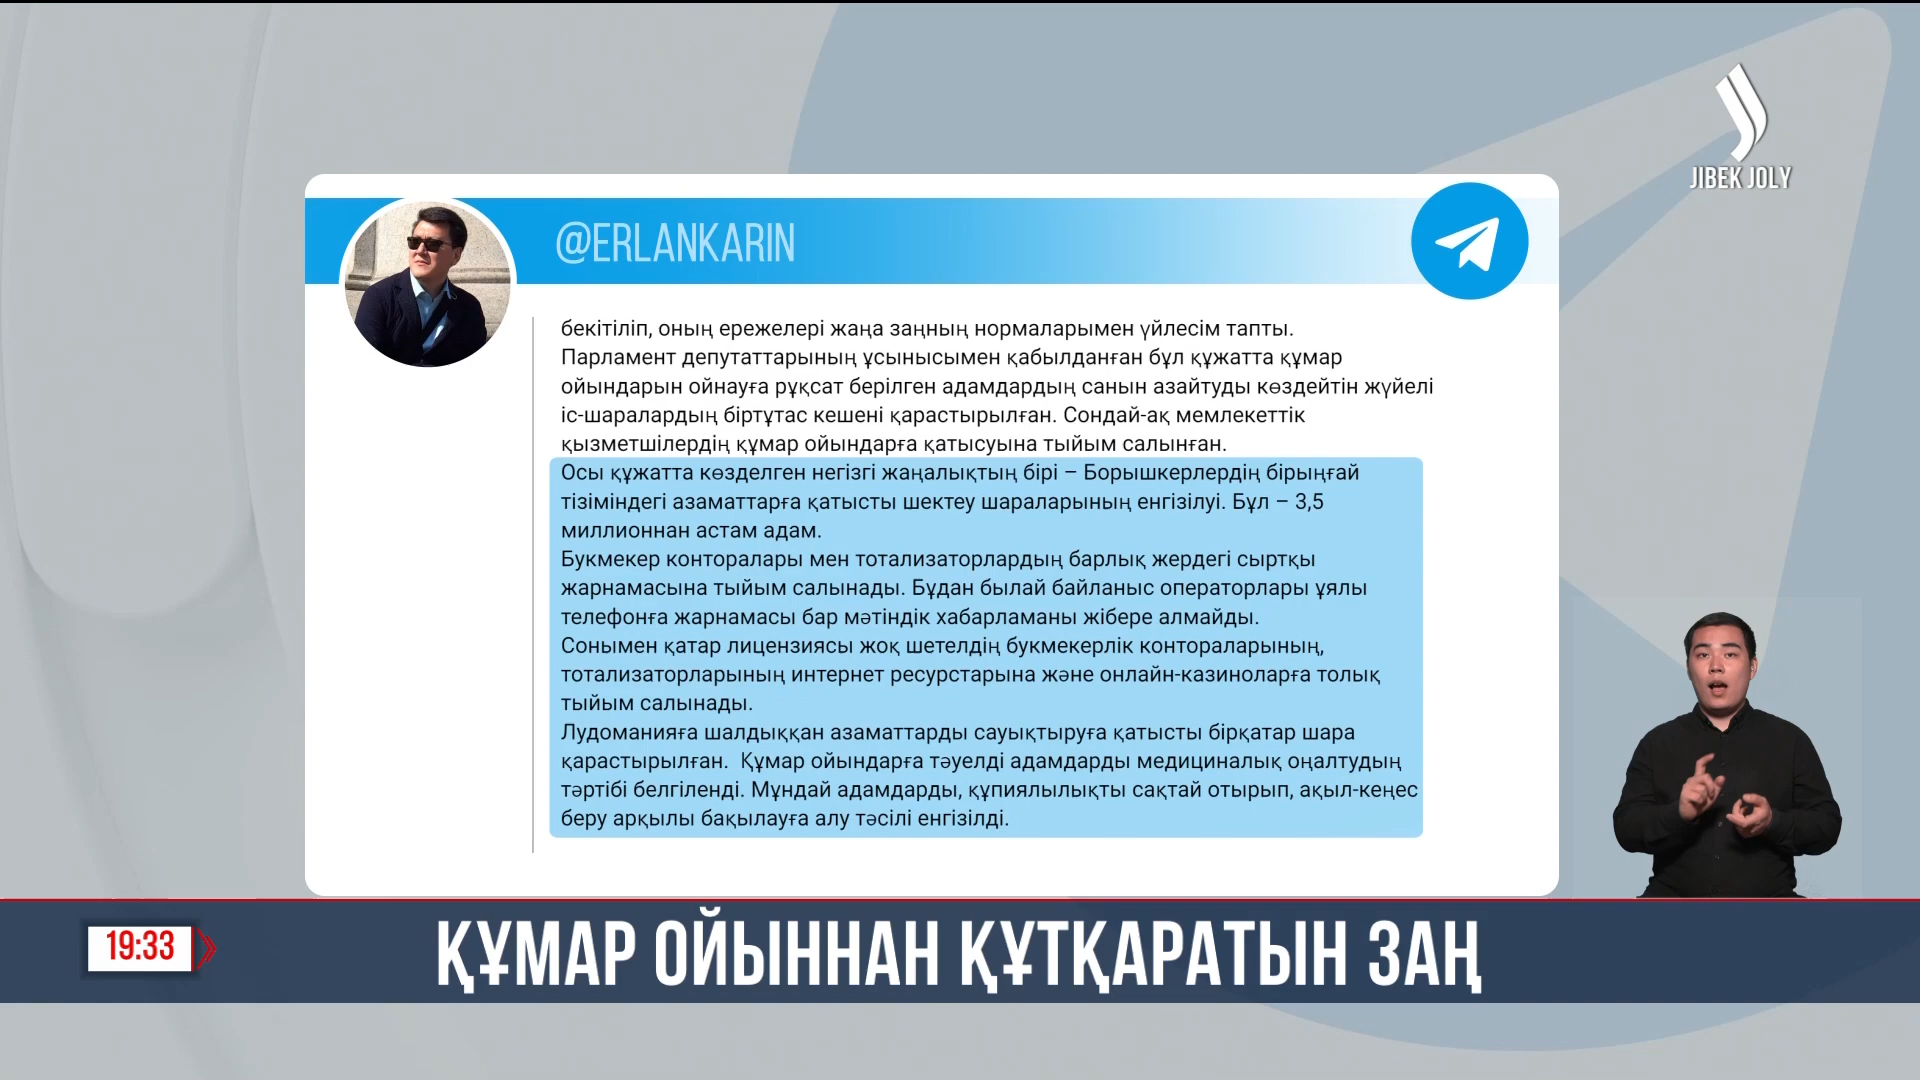 JIBEK JOLY
@ERLANKARIN
бекітіліп, оның ережелері жаңа заңның нормаларымен үйлесім тапты.
Парламент депутаттарының ұсынысымен қабылданған бұл құжатта құмар
ойындарын ойнауға рұқсат берілген адамдардың санын азайтуды көздейтін жүйелі
іс-шаралардың біртұтас кешені қарастырылған. Сондай-ақ мемлекеттік
қызметшілердің құмар ойындарға қатысуына тыйым салынған.
Осы құжатта көзделген негізгі жаңалықтың бірі – Борышкерлердің бірыңғай
тізіміндегі азаматтарға қатысты шектеу шараларының енгізілуі. Бұл – 3,5
миллионнан астам адам.
Букмекер конторалары мен тотализаторлардың барлық жердегі сыртқы
жарнамасына тыйым салынады. Бұдан былай байланыс операторлары ұялы
телефонға жарнамасы бар мәтіндік хабарламаны жібере алмайды.
Сонымен қатар лицензиясы жоқ шетелдің букмекерлік контораларының,
тотализаторларының интернет ресурстарына және онлайн-казиноларға толық
тыйым салынады.
Лудоманияға шалдыққан азаматтарды сауықтыруға қатысты бірқатар шара
қарастырылған.  Құмар ойындарға тәуелді адамдарды медициналық оңалтудың
тәртібі белгіленді. Мұндай адамдарды, құпиялылықты сақтай отырып, ақыл-кеңес
беру арқылы бақылауға алу тәсілі енгізілді.
19:33
ҚҰМАР ОЙЫННАН ҚҰТҚАРАТЫН ЗАҢ